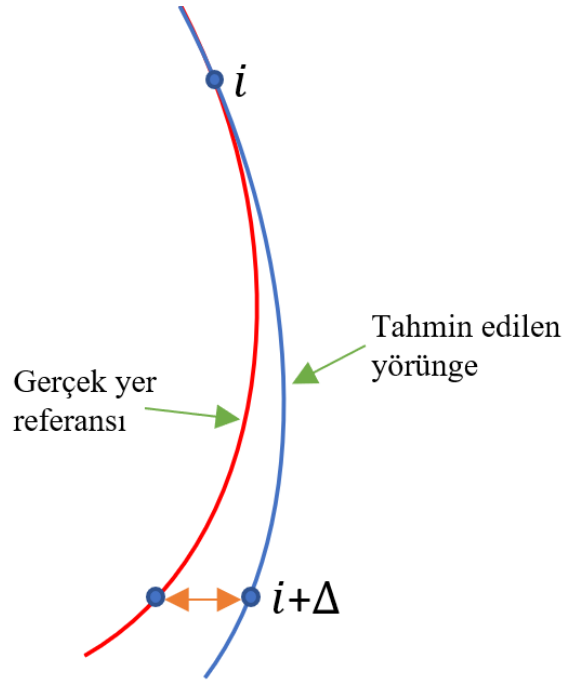 i
Tahmin edilen
yörünge
Gerçek yer
referansı
i+Δ